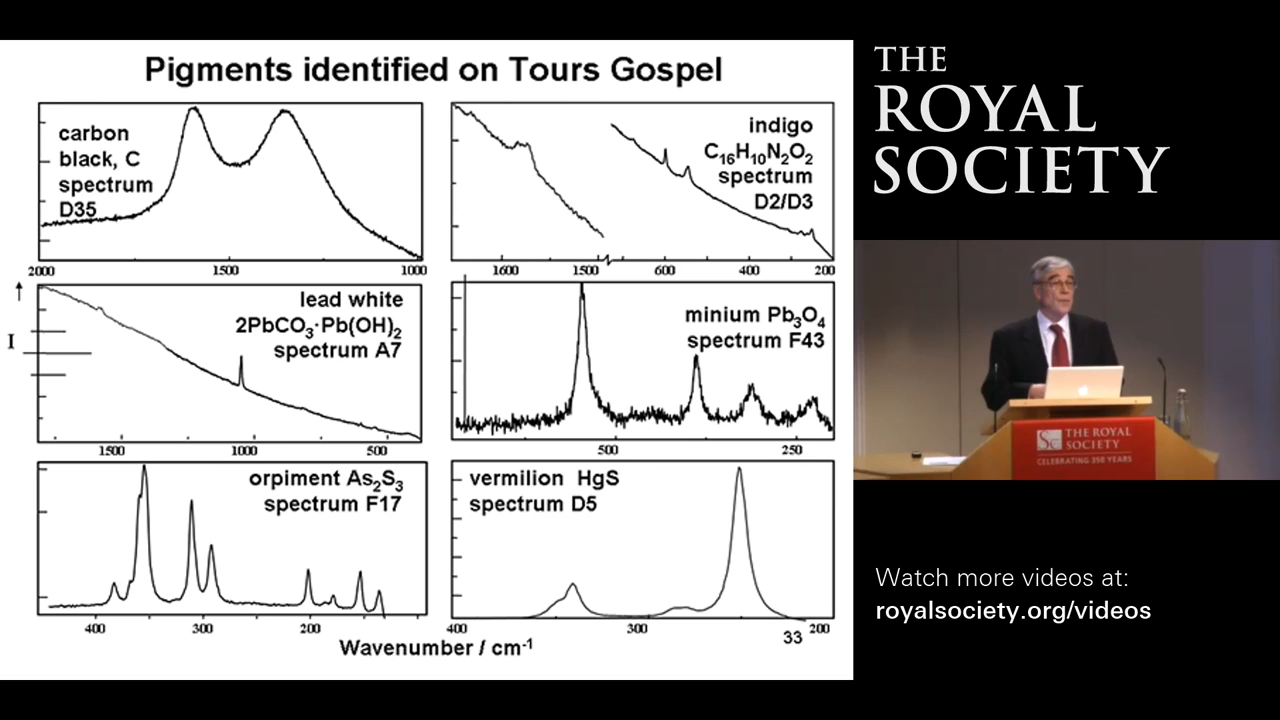 Pigments identified on Tours Gospel
carbon
black, C
spectrum
D35
2000
1500
1000
indigo
C₁₆H₁₀N₂O₂
spectrum
D2/D3
1600
1500
600
400
200
I
lead white
2PbCO₃·Pb(OH)₂
spectrum A7
1500
1000
500
minium Pb₃O₄
spectrum F43
500
250
orpiment As₂S₃
spectrum F17
400
300
200
vermilion HgS
spectrum D5
400
300
200
33
Wavenumber / cm⁻¹
THE
ROYAL
SOCIETY
THE ROYAL
SOCIETY
CELEBRATING 350 YEARS
Watch more videos at:
royalsociety.org/videos